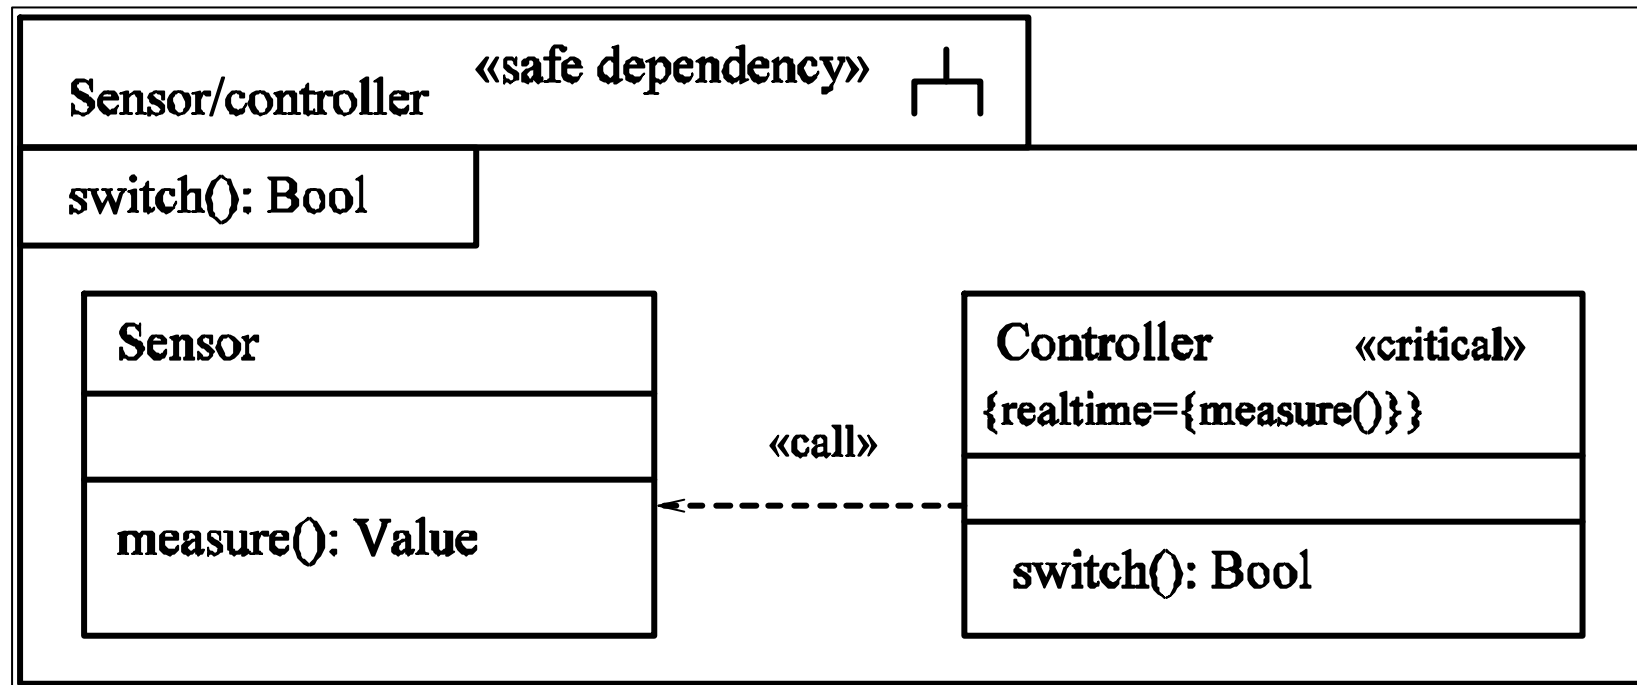 Sensor/controller «safe dependency»
switch(): Bool
Sensor
measure(): Value
«call»
Controller «critical»
{realtime={measure()}}
switch(): Bool